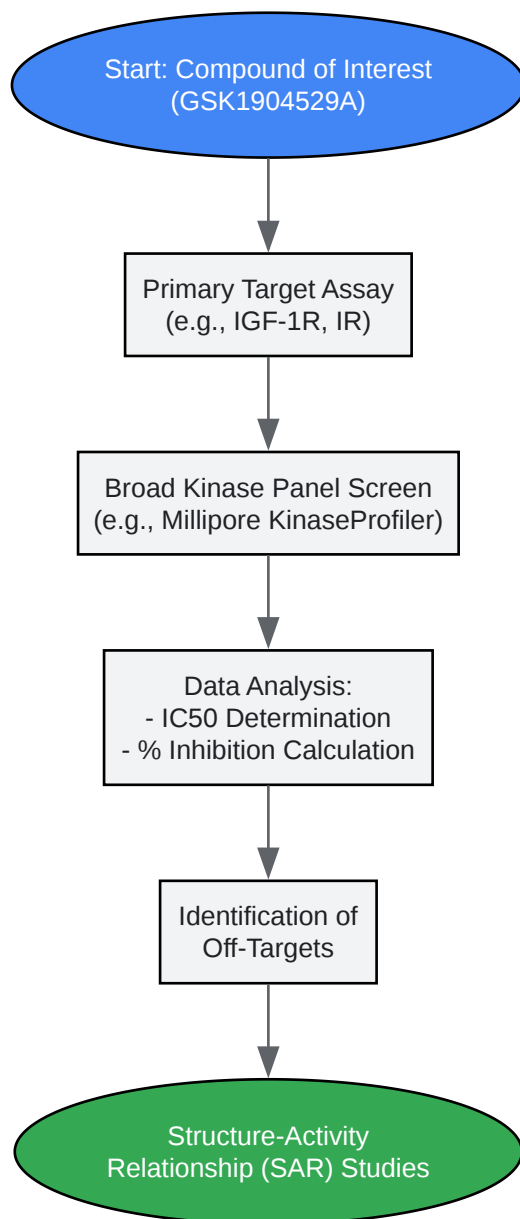 Start: Compound of Interest
(GSK1904529A)
Primary Target Assay
(e.g., IGF-1R, IR)
Broad Kinase Panel Screen
(e.g., Millipore KinaseProfiler)
Data Analysis:
- IC50 Determination
- % Inhibition Calculation
Identification of
Off-Targets
Structure-Activity
Relationship (SAR) Studies